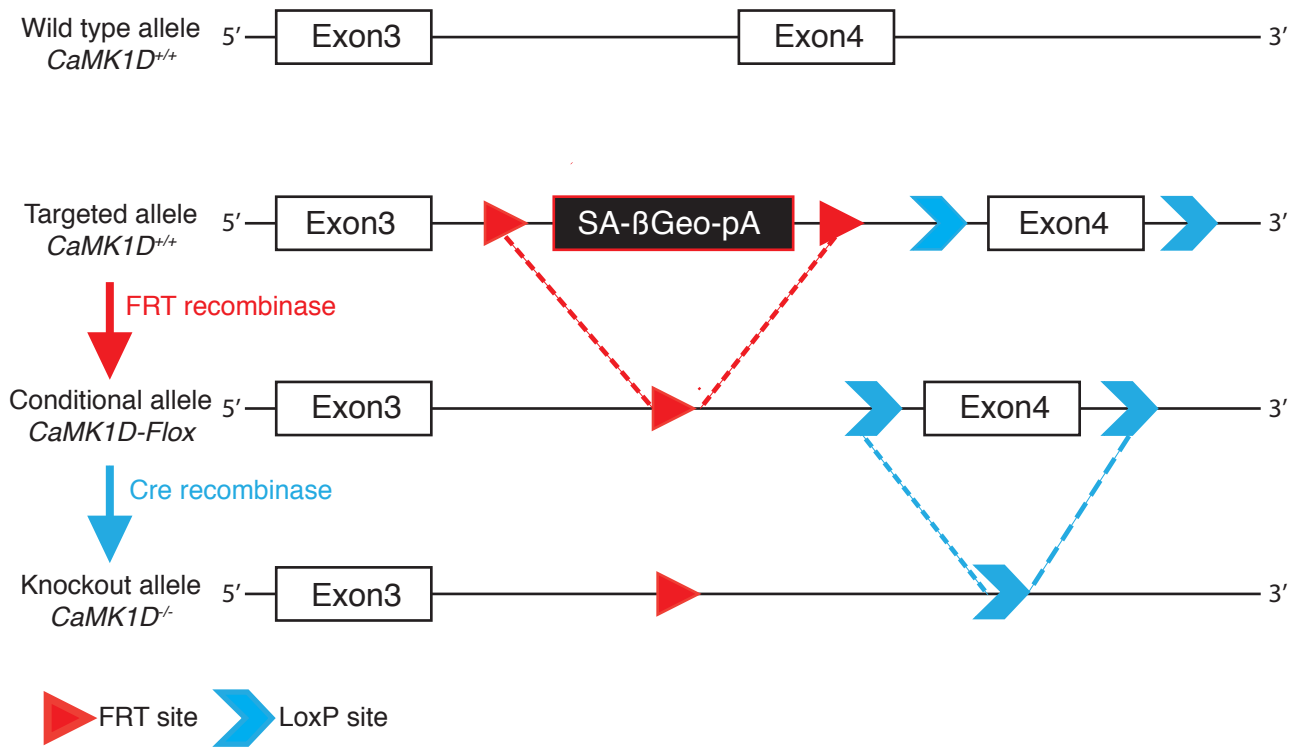 Wild type allele
CaMK1D+/+
5′ Exon3 Exon4 3′
Targeted allele
CaMK1D+/+
5′ Exon3 SA-ßGeo-pA Exon4 3′
FRT recombinase
Conditional allele
CaMK1D-Flox
5′ Exon3 Exon4 3′
Cre recombinase
Knockout allele
CaMK1D-/-
5′ Exon3 3′
FRT site LoxP site